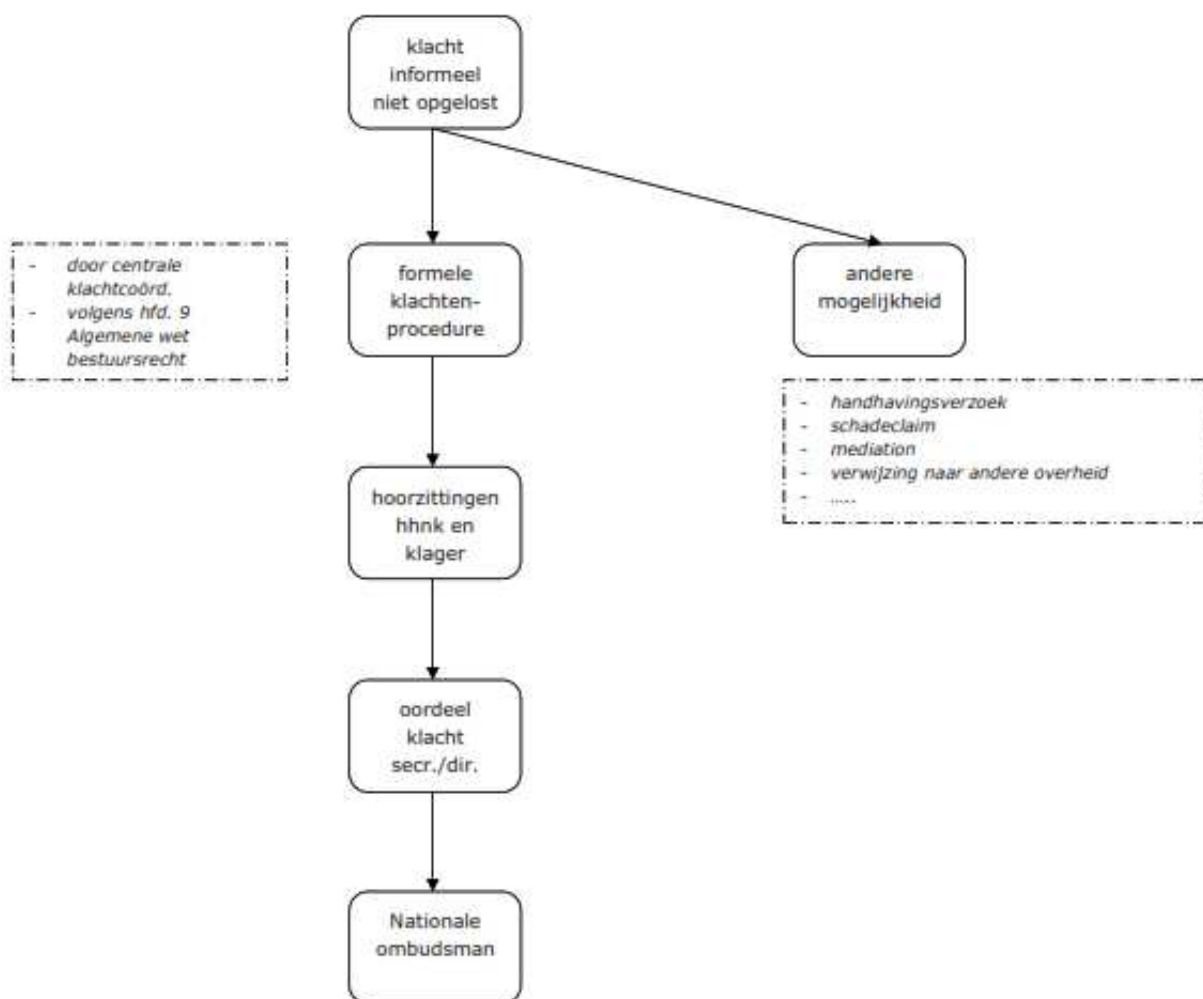 klacht
informeel
niet opgelost
- door centrale
klachtcoörd.
- volgens hfd. 9
Algemene wet
bestuursrecht
formele
klachten-
procedure
andere
mogelijkheid
- handhavingsverzoek
- schadeclaim
- mediation
- verwijzing naar andere overheid
- .....
hoorzittingen
hhnk en
klager
oordeel
klacht
secr./dir.
Nationale
ombudsman